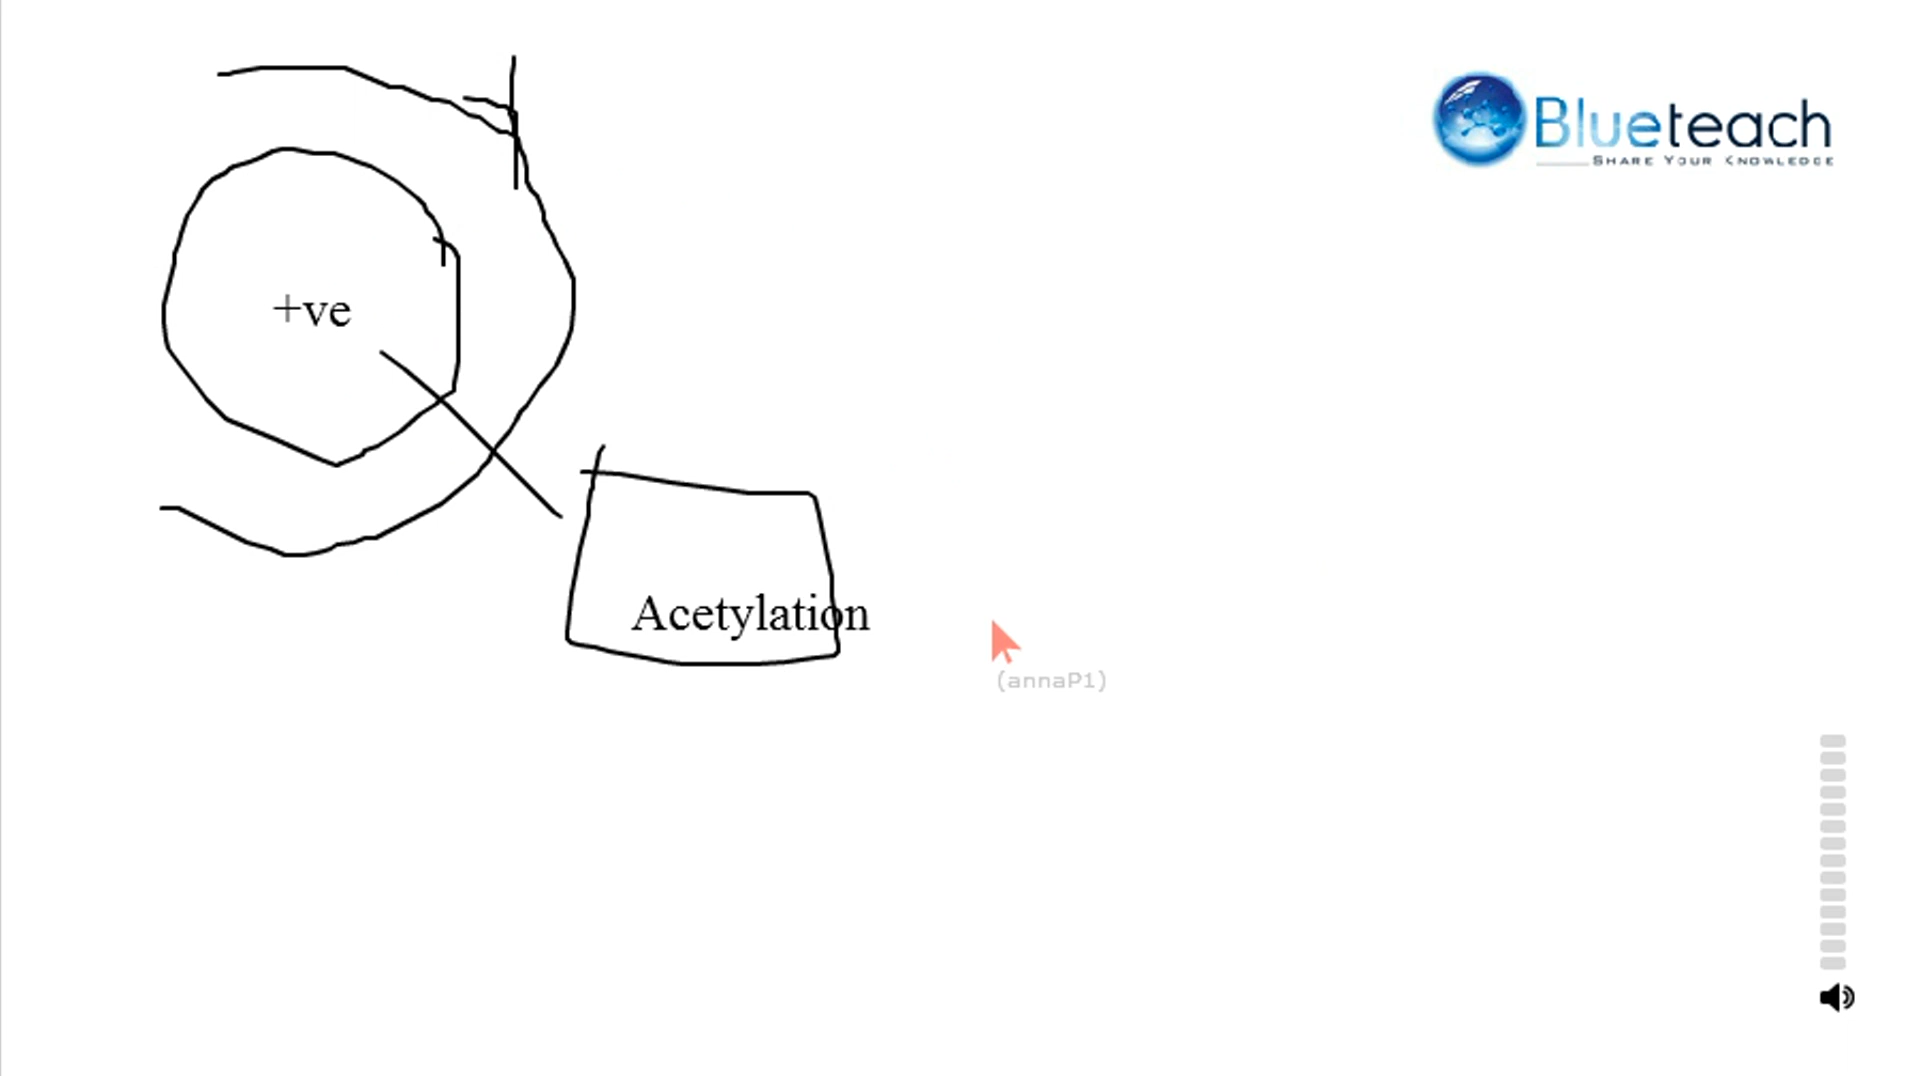 Blueteach
SHARE YOUR KNOWLEDGE
+ve
Acetylation
(annaP1)